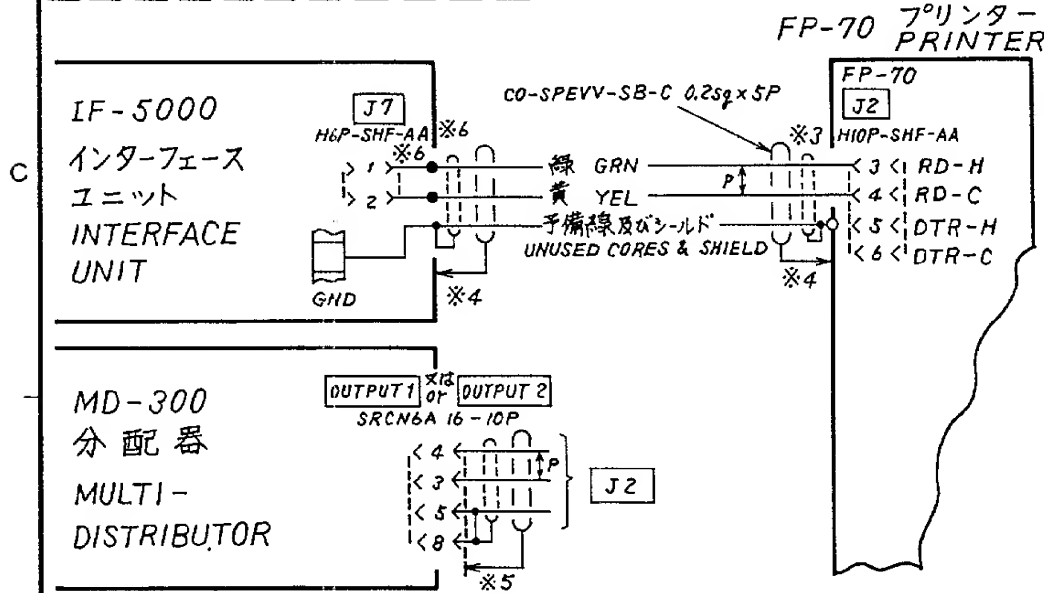 FP-70 プリンター
PRINTER
C
IF-5000
インターフェース
ユニット
INTERFACE
UNIT
J7
H6P-SHF-AA ※6
※6
1
2
GND
※4
CO-SPEVV-SB-C 0.2sq×5P
緑 GRN
黄 YEL
予備線及びシールド
UNUSED CORES & SHIELD
P
※3
※4
FP-70
J2
H10P-SHF-AA
3 RD-H
4 RD-C
5 DTR-H
6 DTR-C
MD-300
分配器
MULTI-
DISTRIBUTOR
OUTPUT1 又は or OUTPUT 2
SRCN6A 16-10P
4
3
5
8
P
J2
※5